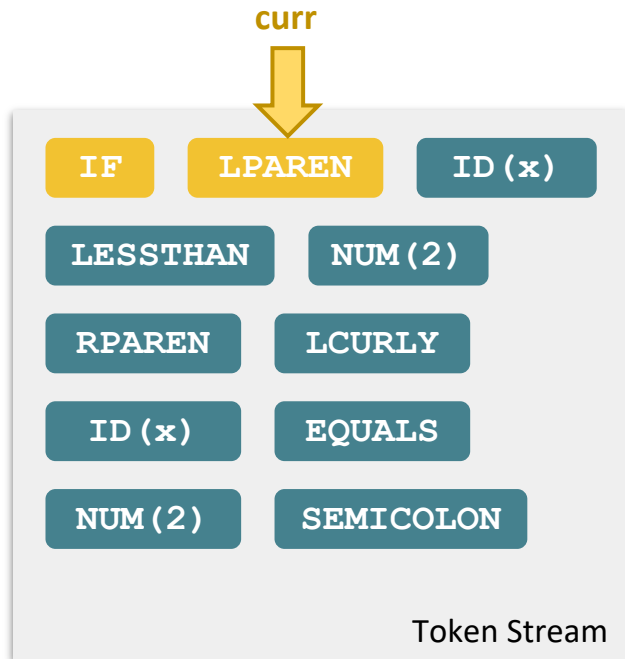 curr
IF LPAREN ID(x)
LESSTHAN NUM(2)
RPAREN LCURLY
ID(x) EQUALS
NUM(2) SEMICOLON
Token Stream